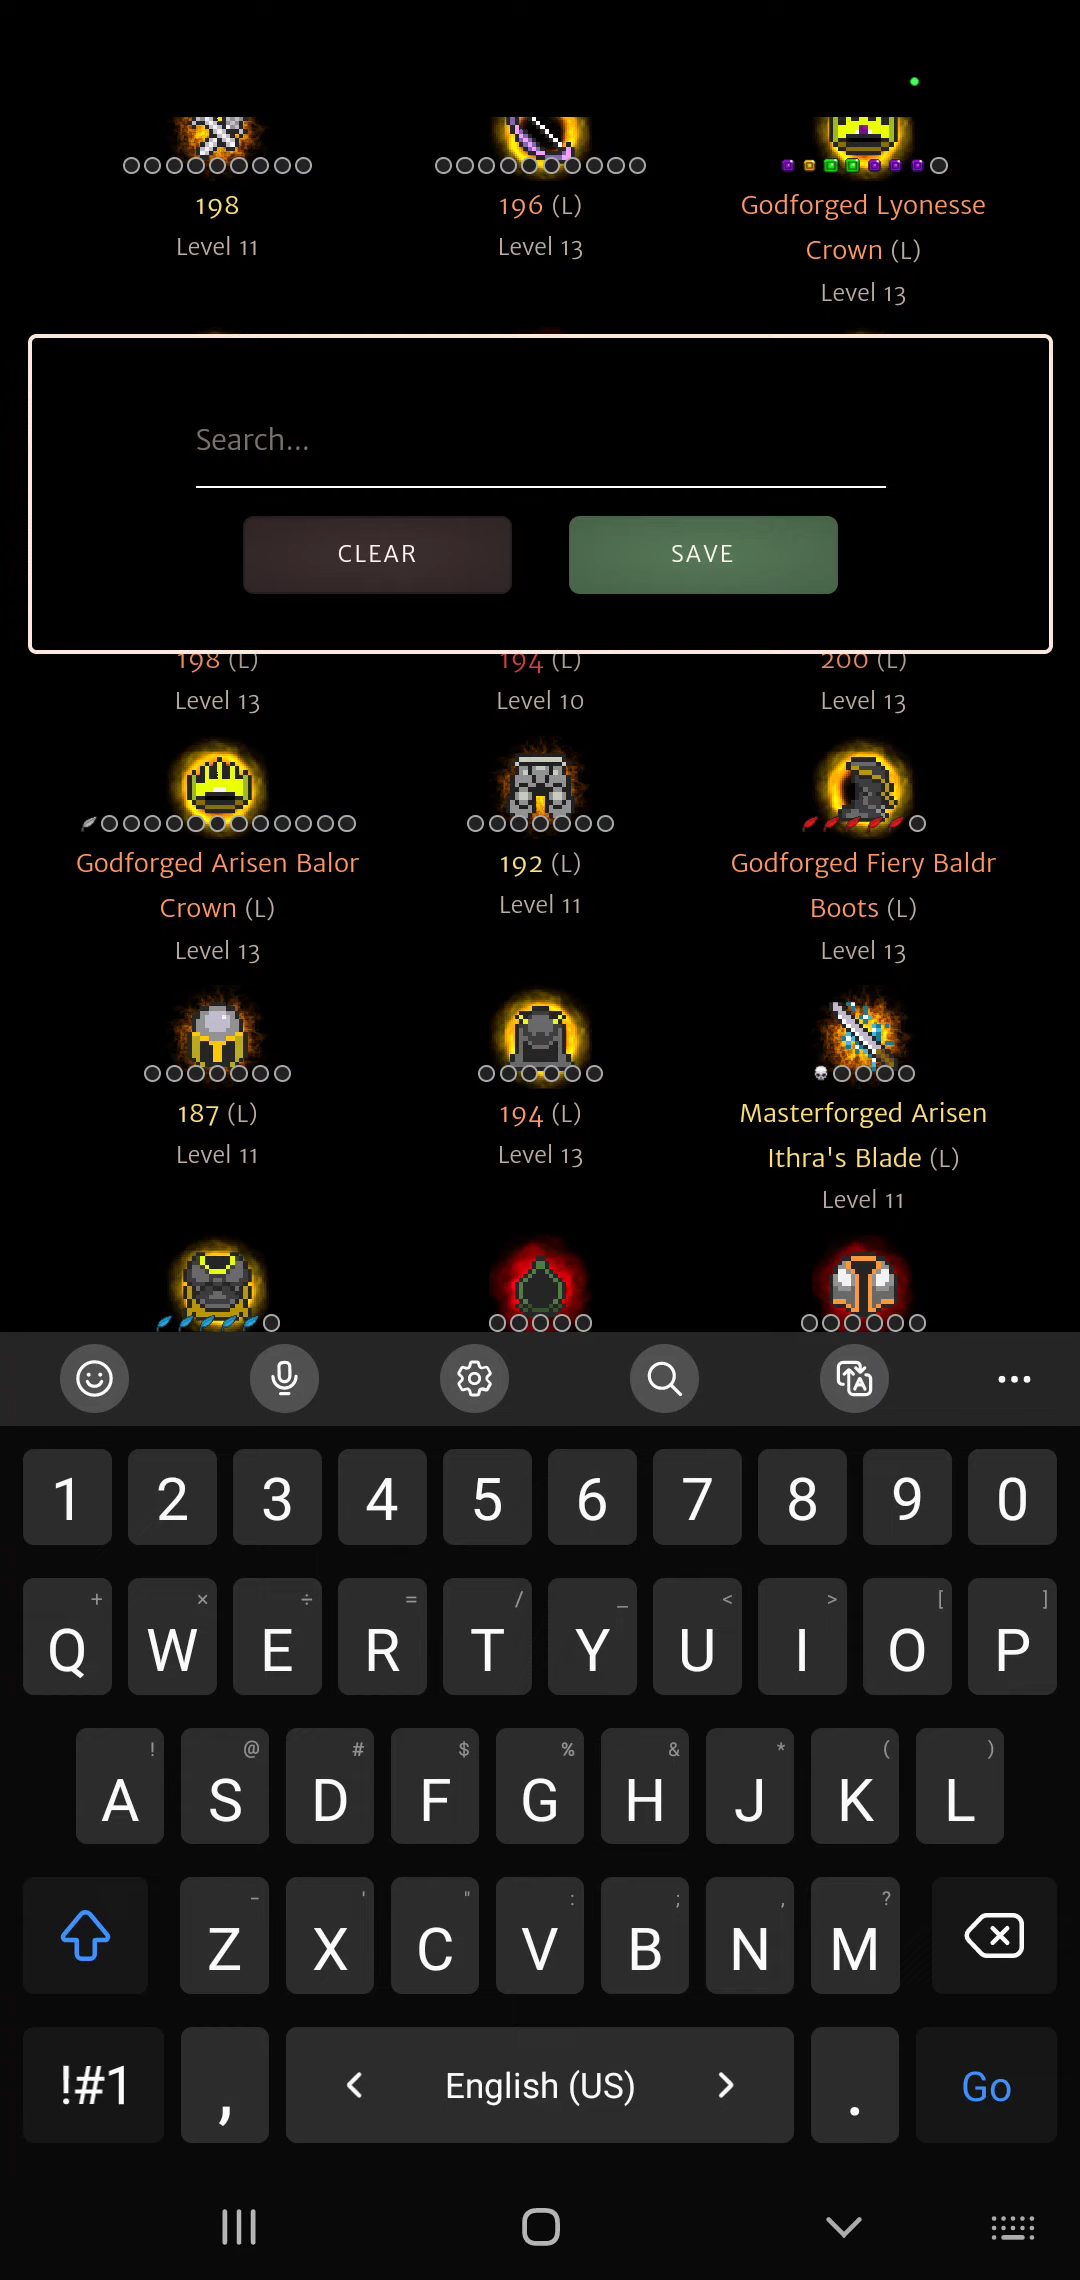 198
196 (L)
Godforged Lyonesse
Level 11
Level 13
Crown (L)
Level 13
Search...
CLEAR
SAVE
198 (L)
194 (L)
200 (L)
Level 13
Level 10
Level 13
Godforged Arisen Balor
192 (L)
Godforged Fiery Baldr
Crown (L)
Level 11
Boots (L)
Level 13
Level 13
187 (L)
194 (L)
Masterforged Arisen
Level 11
Level 13
Ithra's Blade (L)
Level 11
1 2 3 4 5 6 7 8 9 0
+ × ÷ = / _ < > [ ]
Q W E R T Y U I O P
! @ # $ % & * ( )
A S D F G H J K L
- ' " : ; , ?
Z X C V B N M
!#1 , < English (US) > . Go